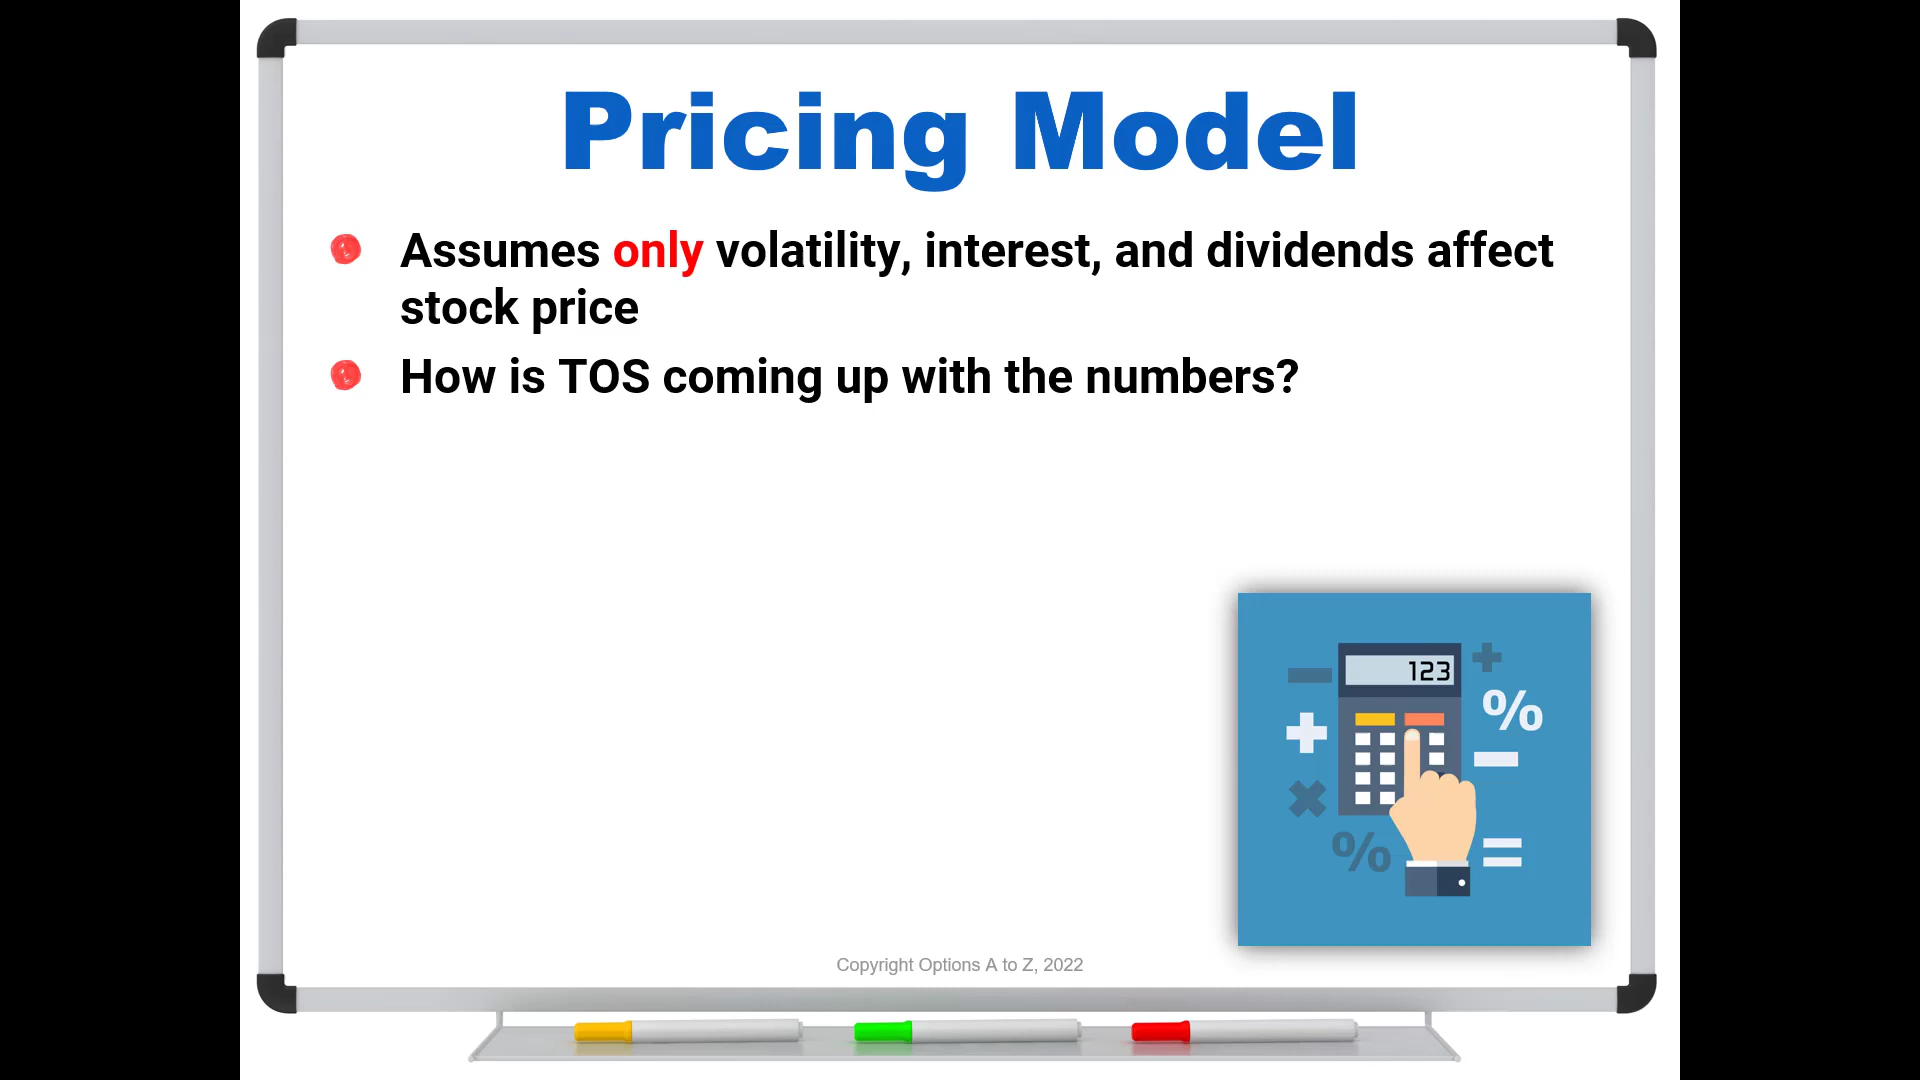 Pricing Model
Assumes only volatility, interest, and dividends affect
stock price
How is TOS coming up with the numbers?
123
+
%
-
+
-
×
%
=
Copyright Options A to Z, 2022